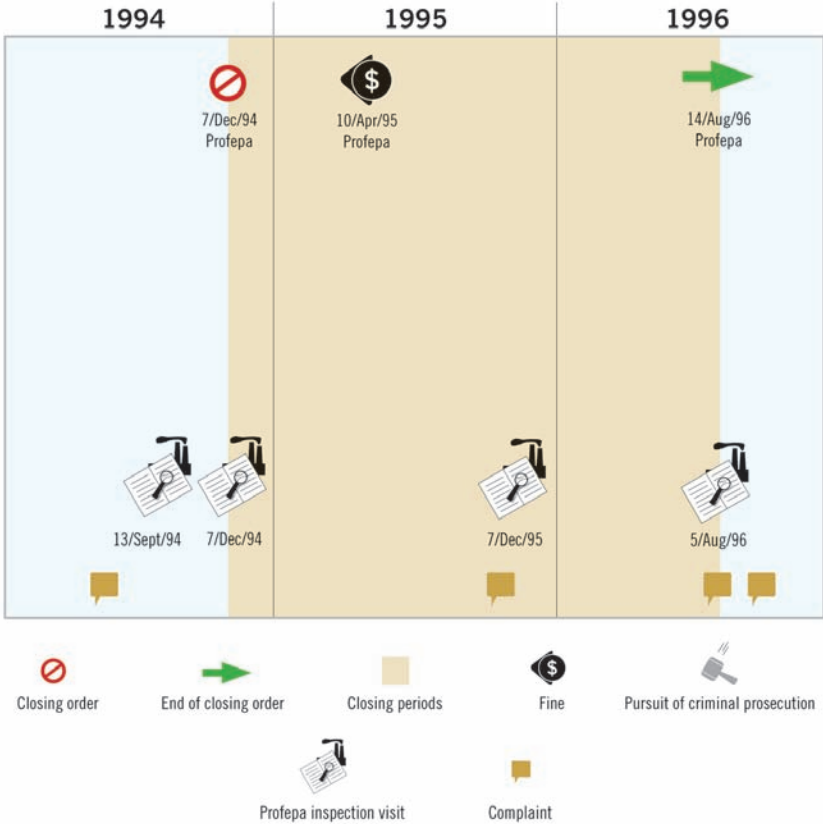 1994 1995 1996
$
7/Dec/94 10/Apr/95 14/Aug/96
Profepa Profepa Profepa
13/Sept/94 7/Dec/94 7/Dec/95 5/Aug/96
$
Closing order End of closing order Closing periods Fine Pursuit of criminal prosecution
Profepa inspection visit Complaint